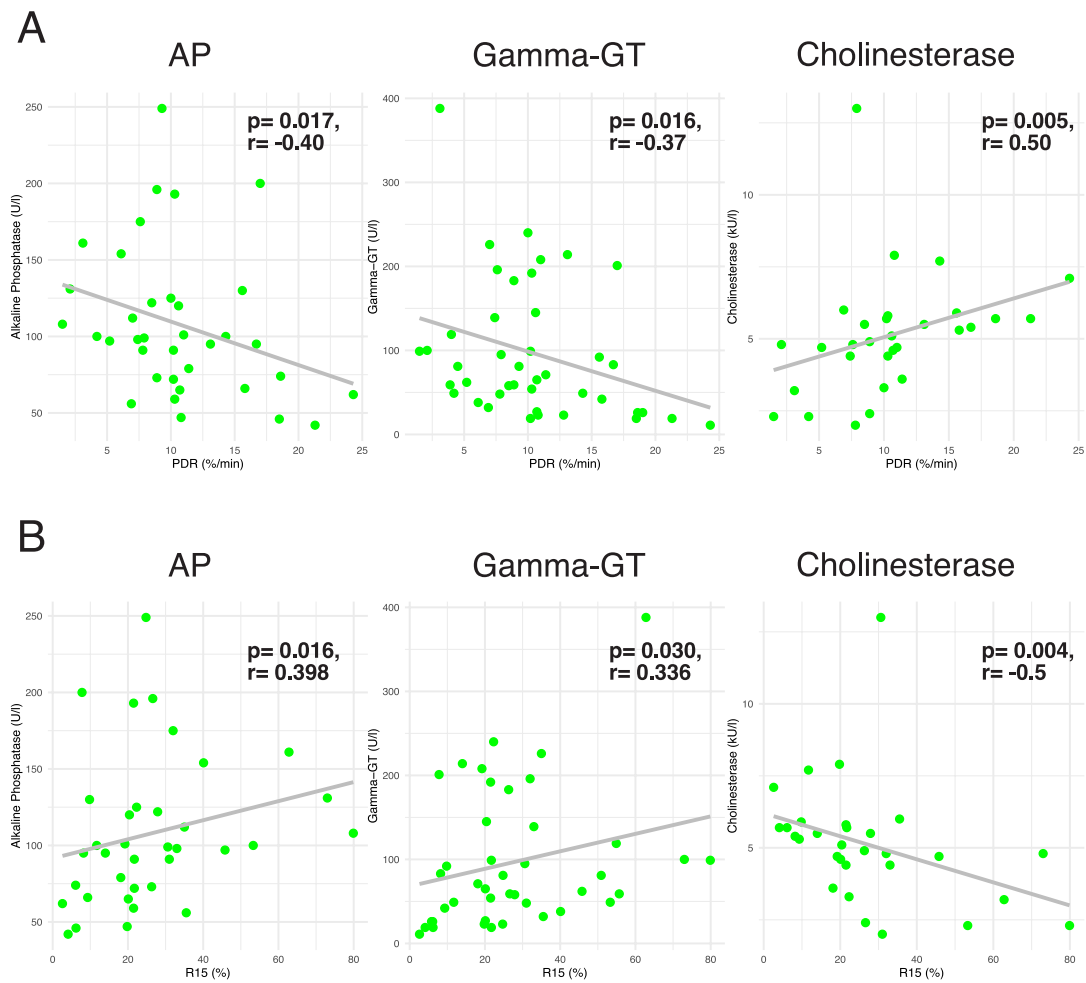 A
AP
Gamma-GT
Cholinesterase
p= 0.017,
r= -0.40
p= 0.016,
r= -0.37
p= 0.005,
r= 0.50
Alkaline Phosphatase (U/l)
250
200
150
100
50
5
10
15
20
25
PDR (%/min)
Gamma−GT (U/l)
400
300
200
100
0
5
10
15
20
25
PDR (%/min)
Cholinesterase (kU/l)
10
5
5
10
15
20
25
PDR (%/min)
B
AP
Gamma-GT
Cholinesterase
p= 0.016,
r= 0.398
p= 0.030,
r= 0.336
p= 0.004,
r= -0.5
Alkaline Phosphatase (U/l)
250
200
150
100
50
0
20
40
60
80
R15 (%)
Gamma−GT (U/l)
400
300
200
100
0
0
20
40
60
80
R15 (%)
Cholinesterase (kU/l)
10
5
0
20
40
60
80
R15 (%)